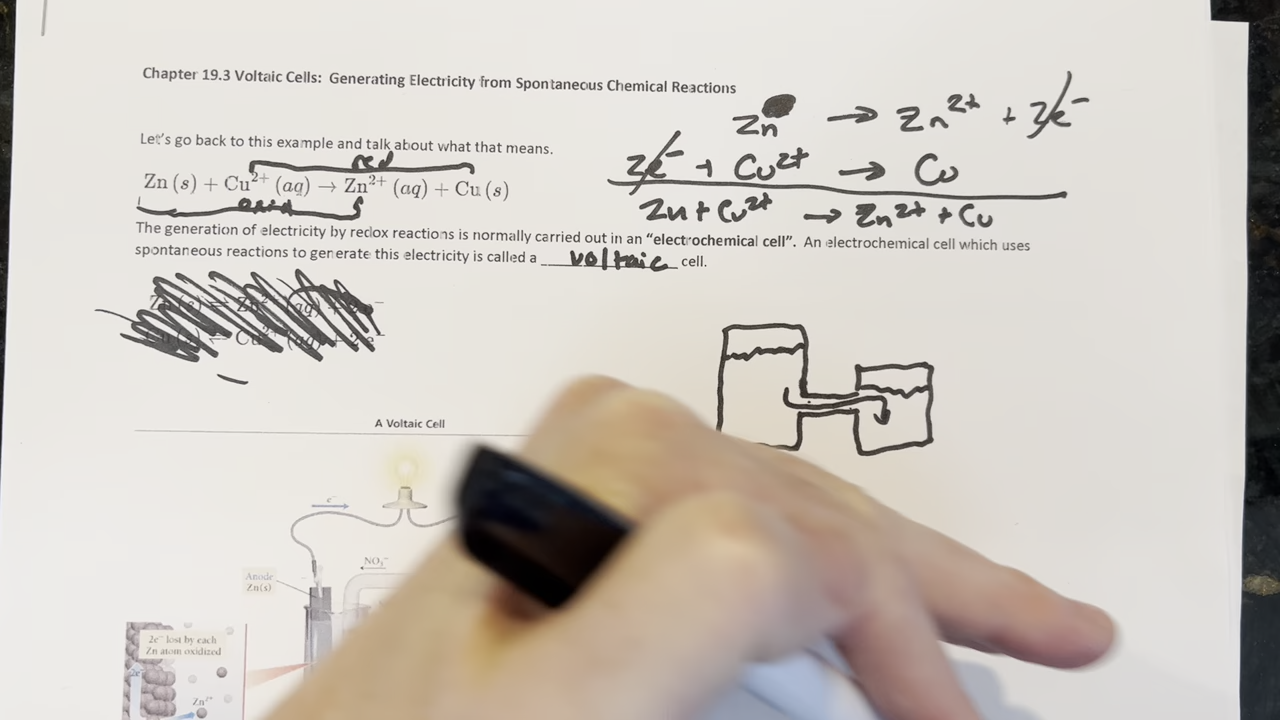 Chapter 19.3 Voltaic Cells: Generating Electricity from Spontaneous Chemical Reactions
Zn → Zn²⁺ + 2e⁻
Let's go back to this example and talk about what that means.
red
2e⁻ + Cu²⁺ → Cu
Zn (s) + Cu²⁺ (aq) → Zn²⁺ (aq) + Cu (s)
Zn + Cu²⁺ → Zn²⁺ + Cu
The generation of electricity by redox reactions is normally carried out in an "electrochemical cell". An electrochemical cell which uses
spontaneous reactions to generate this electricity is called a voltaic cell.
A Voltaic Cell
e⁻
NO₃⁻
Anode
Zn(s)
2e⁻ lost by each
Zn atom oxidized
Zn²⁺